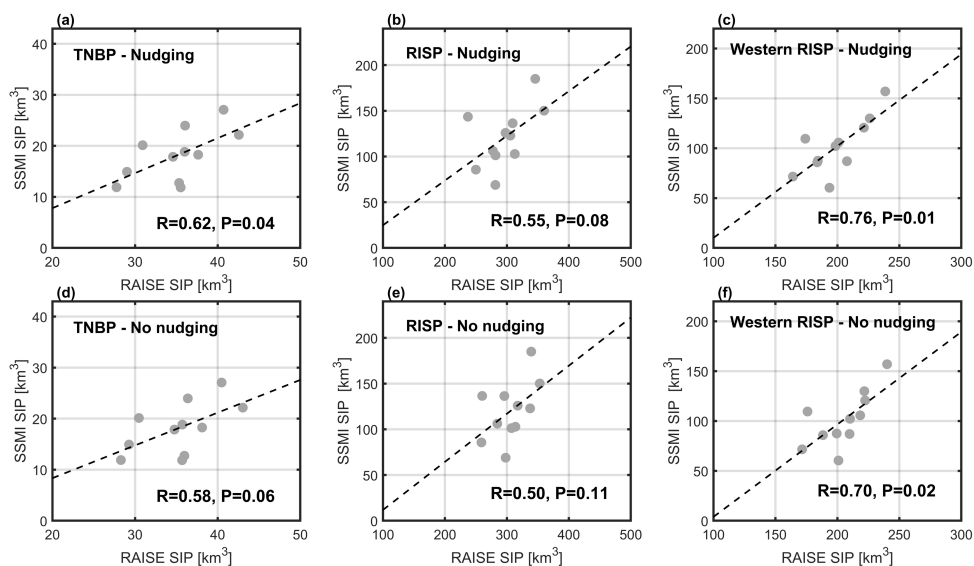 (a)
TNBP - Nudging
R=0.62, P=0.04
SSMI SIP [km³]
40
30
20
10
0
20 30 40 50
RAISE SIP [km³]
(b)
RISP - Nudging
R=0.55, P=0.08
SSMI SIP [km³]
200
150
100
50
0
100 200 300 400 500
RAISE SIP [km³]
(c)
Western RISP - Nudging
R=0.76, P=0.01
SSMI SIP [km³]
200
150
100
50
0
100 150 200 250 300
RAISE SIP [km³]
(d)
TNBP - No nudging
R=0.58, P=0.06
SSMI SIP [km³]
40
30
20
10
0
20 30 40 50
RAISE SIP [km³]
(e)
RISP - No nudging
R=0.50, P=0.11
SSMI SIP [km³]
200
150
100
50
0
100 200 300 400 500
RAISE SIP [km³]
(f)
Western RISP - No nudging
R=0.70, P=0.02
SSMI SIP [km³]
200
150
100
50
0
100 150 200 250 300
RAISE SIP [km³]